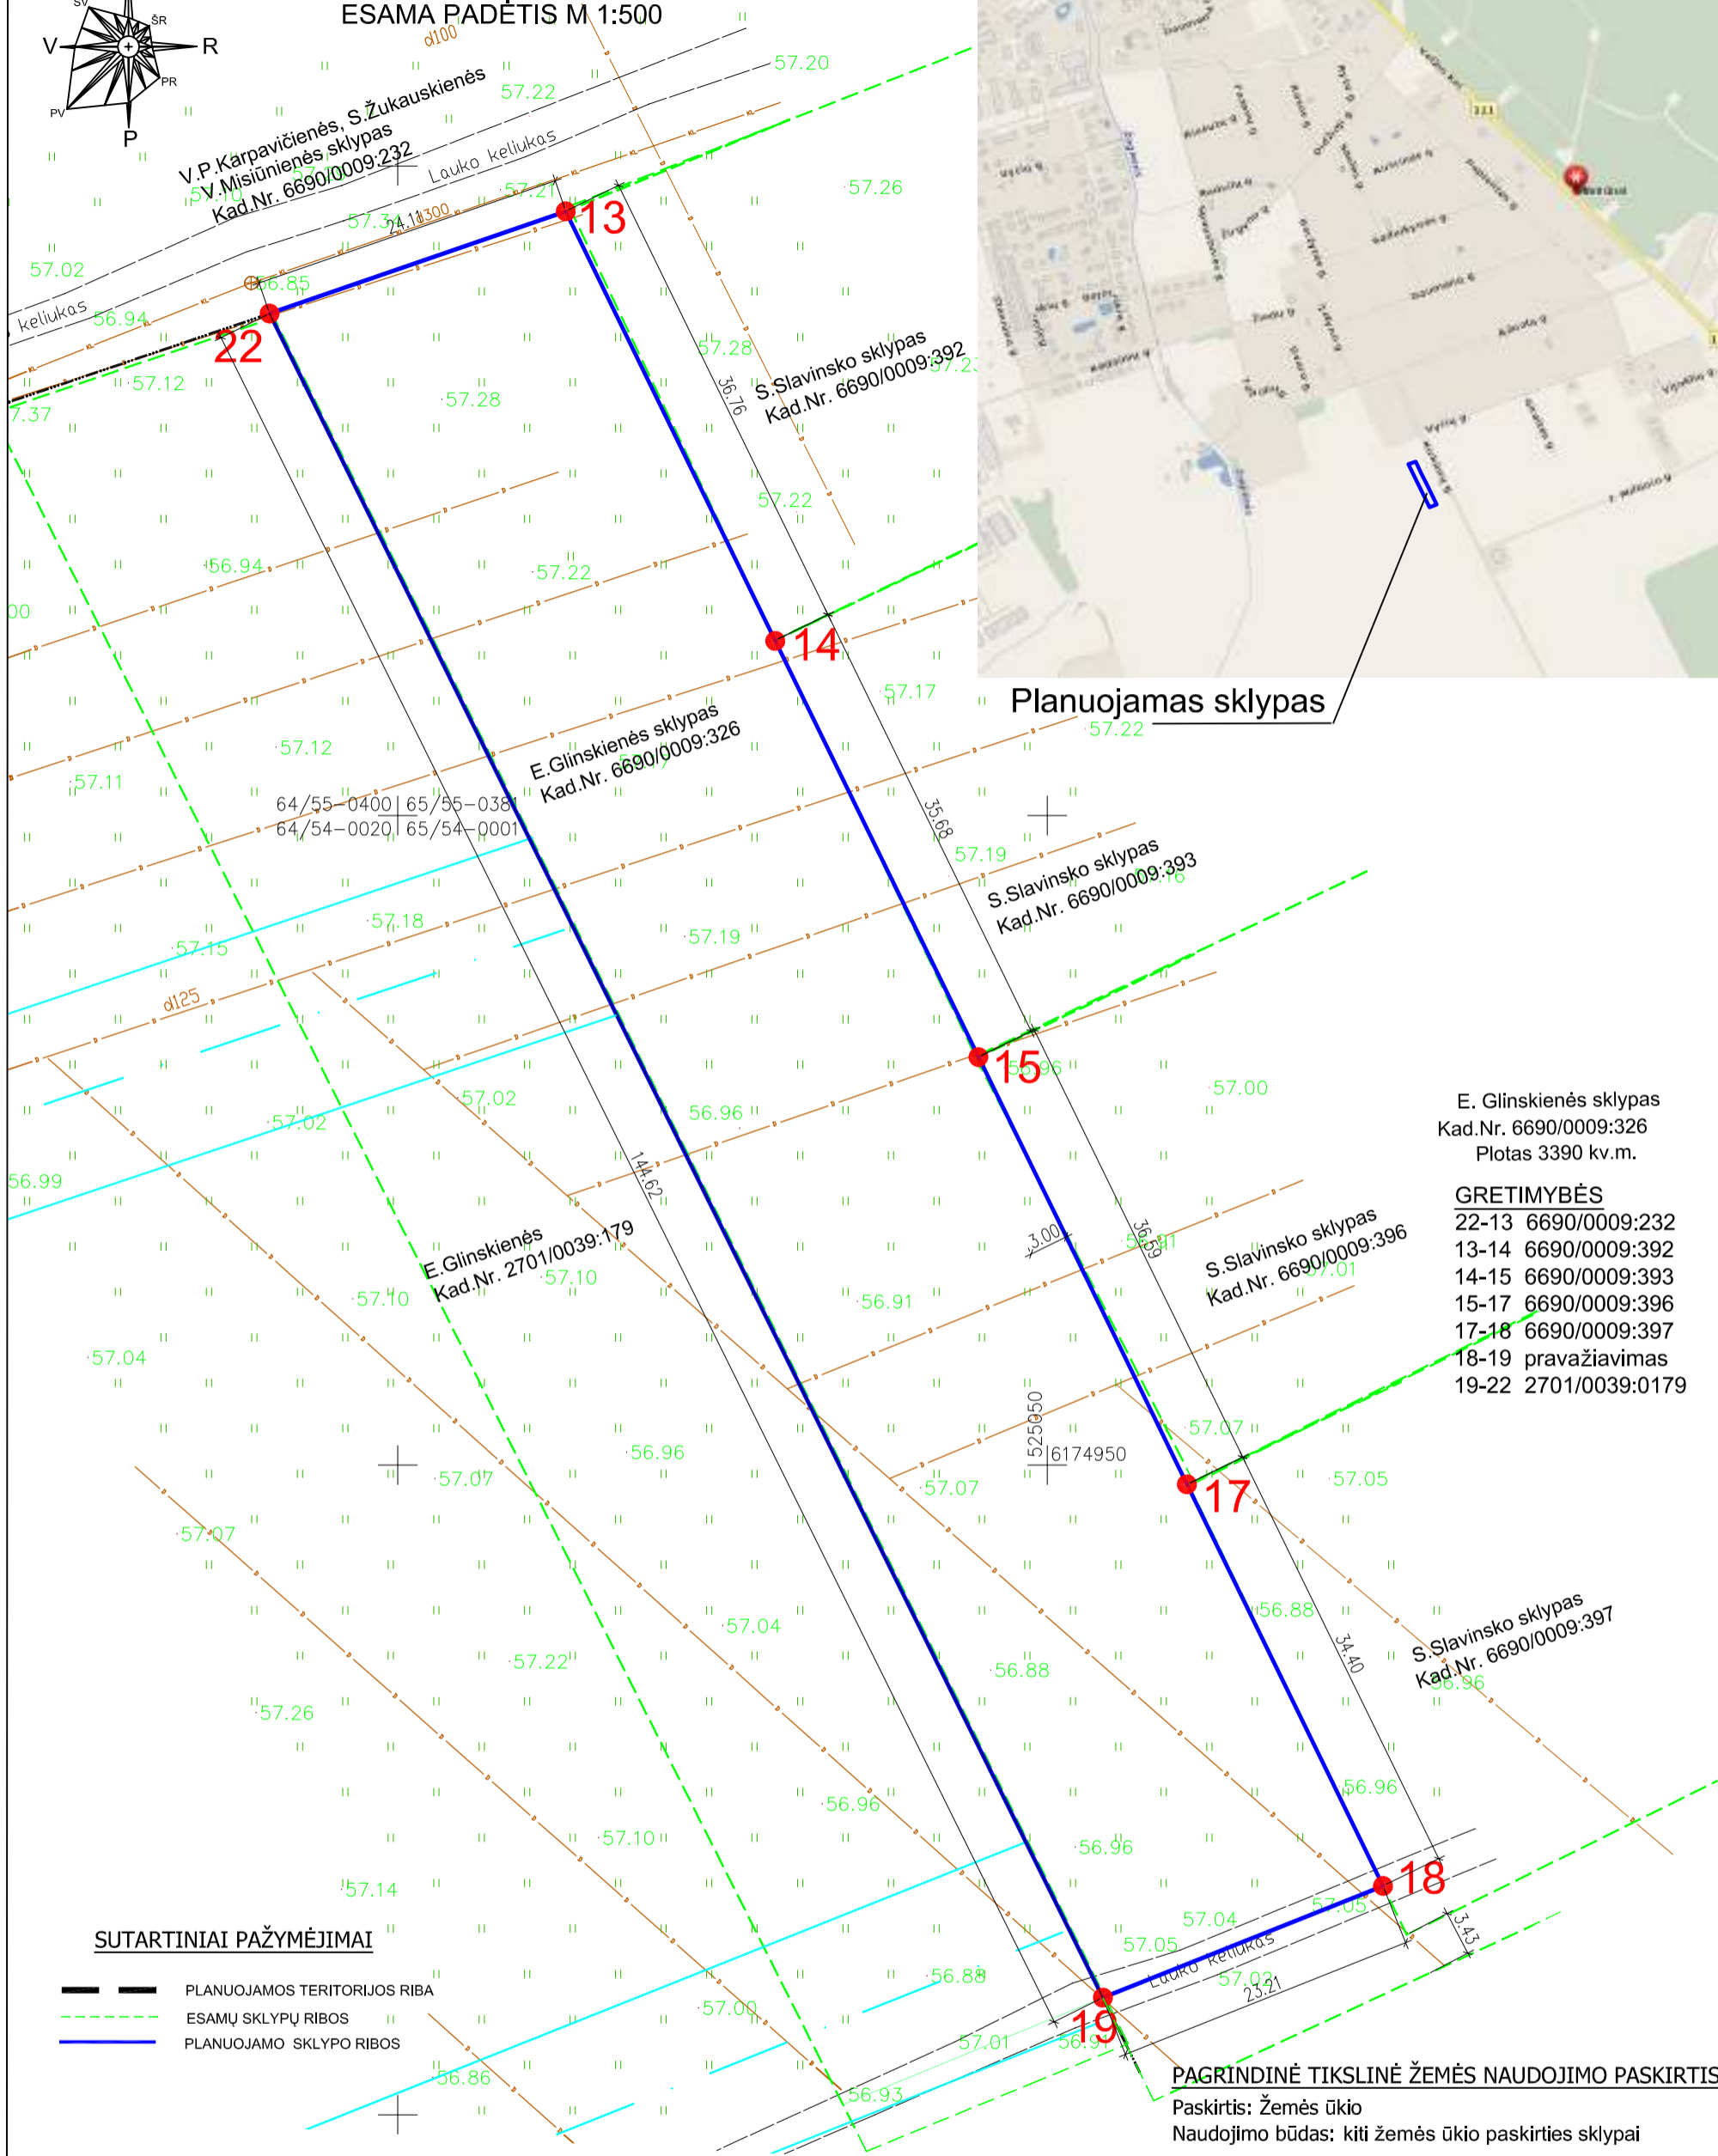 ESAMA PADĖTIS M 1:500
ŠV
ŠR
V
R
PR
PV
P
d100
57.20
57.22
V.P.Karpavičienės, S.Žukauskienės
V.Misiūnienės sklypas
Kad.Nr. 6690/0009:232
Lauko keliukas
57.21
57.26
d300
24.11
13
57.02
56.85
keliukas
56.94
22
57.12
57.28
57.28
36.76
S.Slavinsko sklypas
Kad.Nr. 6690/0009:392
57.22
56.94
57.22
14
57.17
Planuojamas sklypas
57.22
E.Glinskienės sklypas
Kad.Nr. 6690/0009:326
57.12
57.11
64/55-0400
65/55-0381
64/54-0020
65/54-0001
35.68
57.19
S.Slavinsko sklypas
Kad.Nr. 6690/0009:393
57.18
57.15
57.19
d125
15
56.96
57.00
57.02
56.96
57.02
E. Glinskienės sklypas
Kad.Nr. 6690/0009:326
Plotas 3390 kv.m.
56.99
144.62
GRETIMYBĖS
22-13 6690/0009:232
13-14 6690/0009:392
14-15 6690/0009:393
15-17 6690/0009:396
17-18 6690/0009:397
18-19 pravažiavimas
19-22 2701/0039:0179
E.Glinskienės
Kad.Nr. 2701/0039:179
3.00
36.59
S.Slavinsko sklypas
Kad.Nr. 6690/0009:396
57.01
57.10
57.10
56.91
57.04
525950
6174950
57.07
56.96
57.07
57.07
57.05
17
57.07
56.88
57.04
34.40
S.Slavinsko sklypas
Kad.Nr. 6690/0009:397
56.96
57.22
56.88
57.26
56.96
56.96
57.10
56.96
57.14
18
57.05
57.04
57.05
Lauko keliukas
57.02
3.43
23.21
56.88
57.00
19
57.01
56.86
56.93
SUTARTINIAI PAŽYMĖJIMAI
PLANUOJAMOS TERITORIJOS RIBA
ESAMŲ SKLYPŲ RIBOS
PLANUOJAMO SKLYPO RIBOS
PAGRINDINĖ TIKSLINĖ ŽEMĖS NAUDOJIMO PASKIRTIS
Paskirtis: Žemės ūkio
Naudojimo būdas: kiti žemės ūkio paskirties sklypai